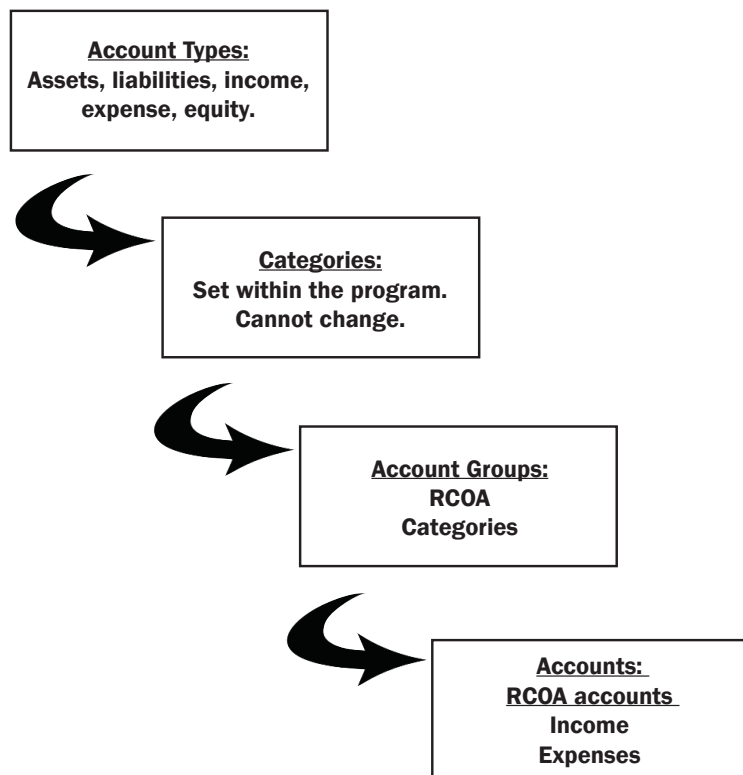 Account Types:
Assets, liabilities, income,
expense, equity.
Categories:
Set within the program.
Cannot change.
Account Groups:
RCOA
Categories
Accounts:
RCOA accounts
Income
Expenses